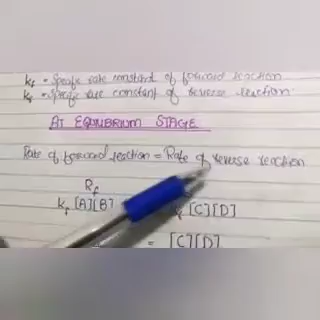 kf = Specific rate constant of forward reaction
Specific rate constant of reverse reaction
AT EQUILIBRIUM STAGE
Rate of forward reaction = Rate of reverse reaction
Rf
kf [A][B] [C][D]
= [C][D]